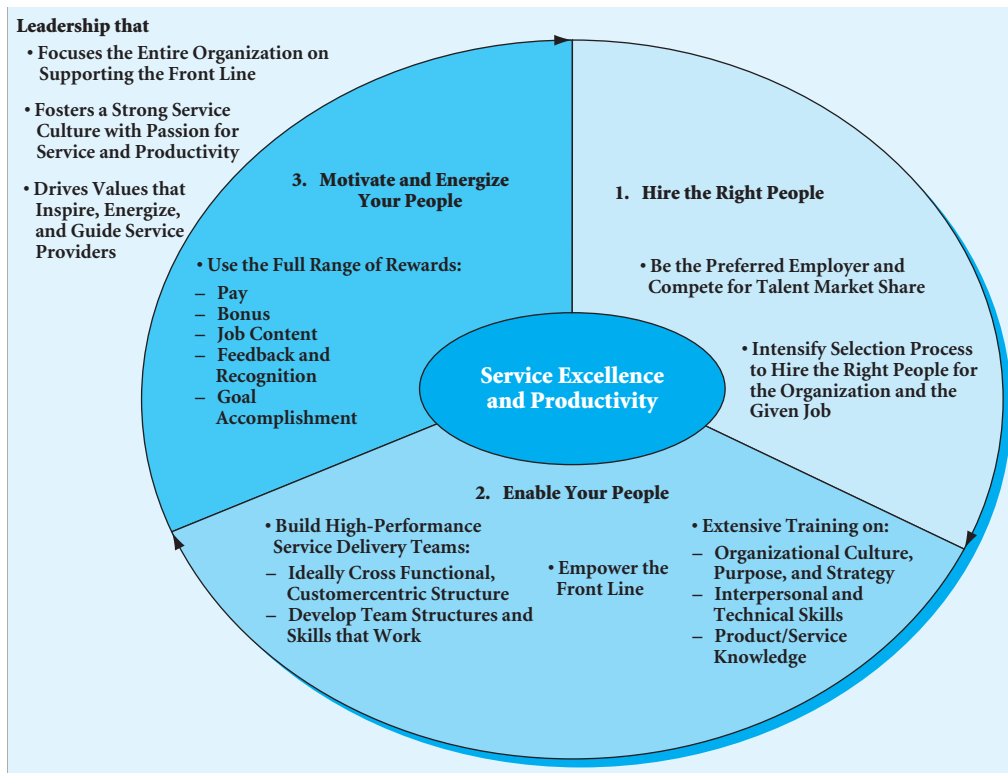 Leadership that
• Focuses the Entire Organization on
Supporting the Front Line
• Fosters a Strong Service
Culture with Passion for
Service and Productivity
• Drives Values that
Inspire, Energize,
and Guide Service
Providers
3. Motivate and Energize
Your People
• Use the Full Range of Rewards:
– Pay
– Bonus
– Job Content
– Feedback and
Recognition
– Goal
Accomplishment
1. Hire the Right People
• Be the Preferred Employer and
Compete for Talent Market Share
• Intensify Selection Process
to Hire the Right People for
the Organization and the
Given Job
Service Excellence
and Productivity
2. Enable Your People
• Build High-Performance
Service Delivery Teams:
– Ideally Cross Functional,
Customercentric Structure
– Develop Team Structures and
Skills that Work
• Empower the
Front Line
• Extensive Training on:
– Organizational Culture,
Purpose, and Strategy
– Interpersonal and
Technical Skills
– Product/Service
Knowledge